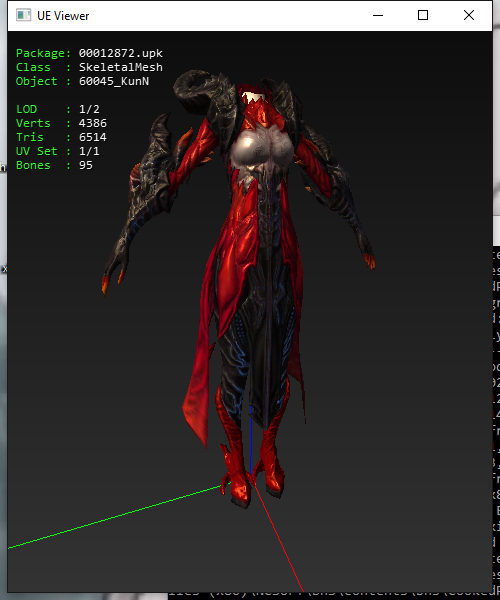 UE Viewer
Package: 00012872.upk
Class : SkeletalMesh
Object : 60045_KunN
LOD : 1/2
Verts : 4386
Tris : 6514
UV Set : 1/1
Bones : 95